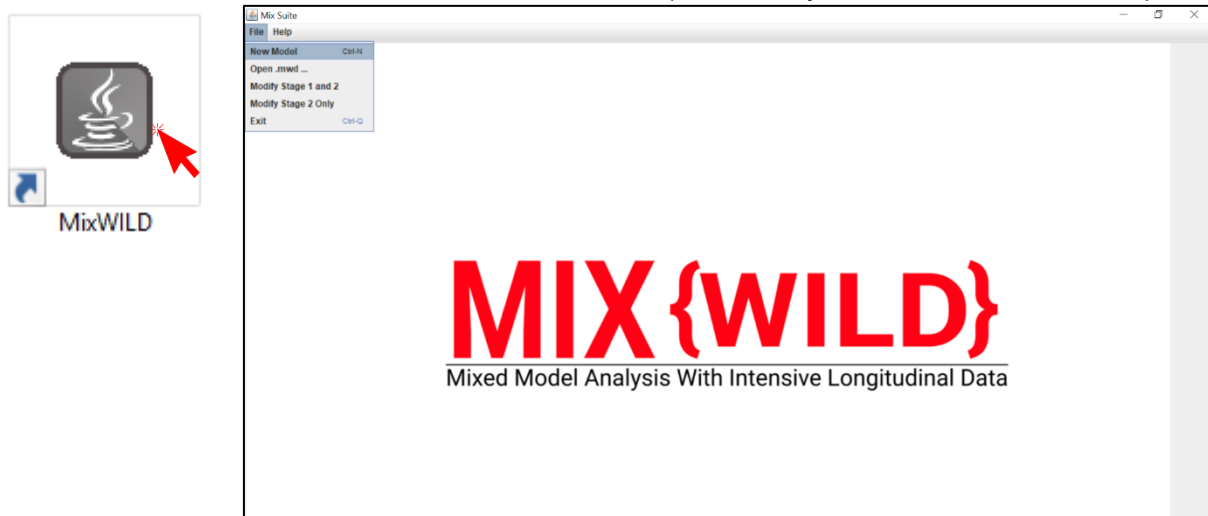 MixWILD
Mix Suite
File Help
New Model Ctrl-N
Open .mwd ...
Modify Stage 1 and 2
Modify Stage 2 Only
Exit Ctrl-Q
MIX {WILD}
Mixed Model Analysis With Intensive Longitudinal Data